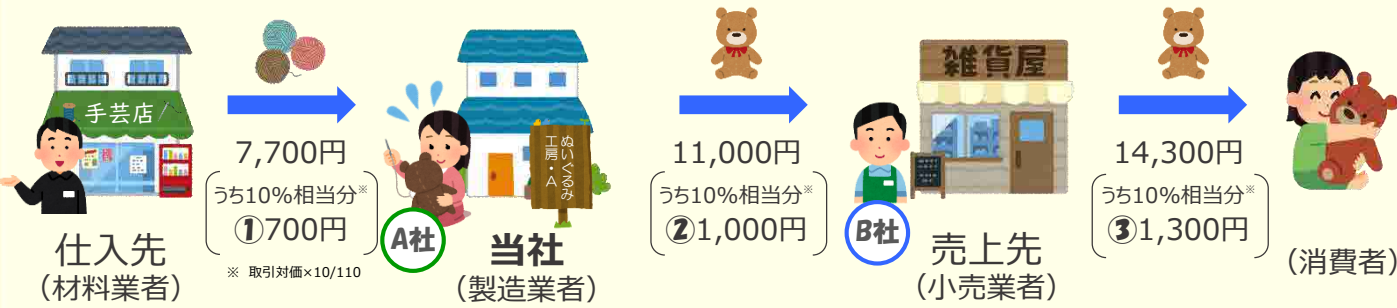 手芸店
7,700円
うち10%相当分※
①700円
※ 取引対価×10/110
仕入先
(材料業者)
ぬいぐるみ
工房・A
A社
当社
(製造業者)
11,000円
うち10%相当分※
②1,000円
雑貨屋
B社
売上先
(小売業者)
14,300円
うち10%相当分※
③1,300円
(消費者)